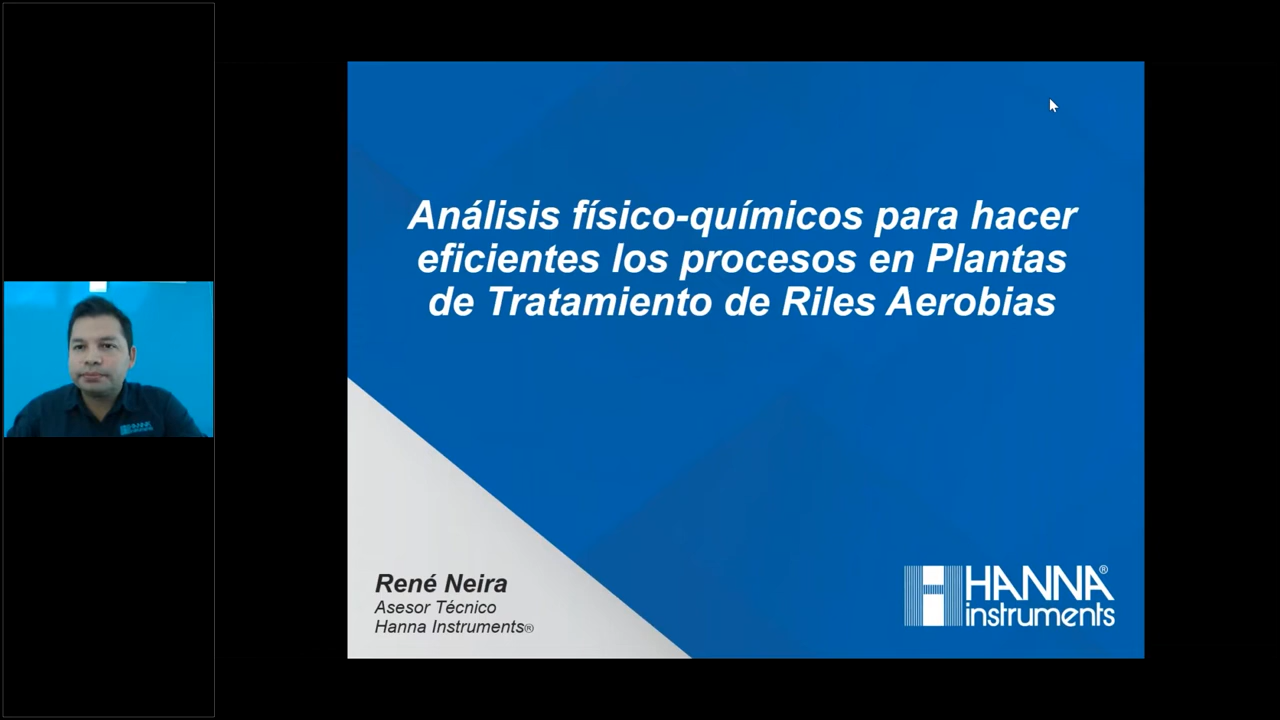 Análisis físico-químicos para hacer
eficientes los procesos en Plantas
de Tratamiento de Riles Aerobias
René Neira
Asesor Técnico
Hanna Instruments®
HANNA®
instruments
HANNA